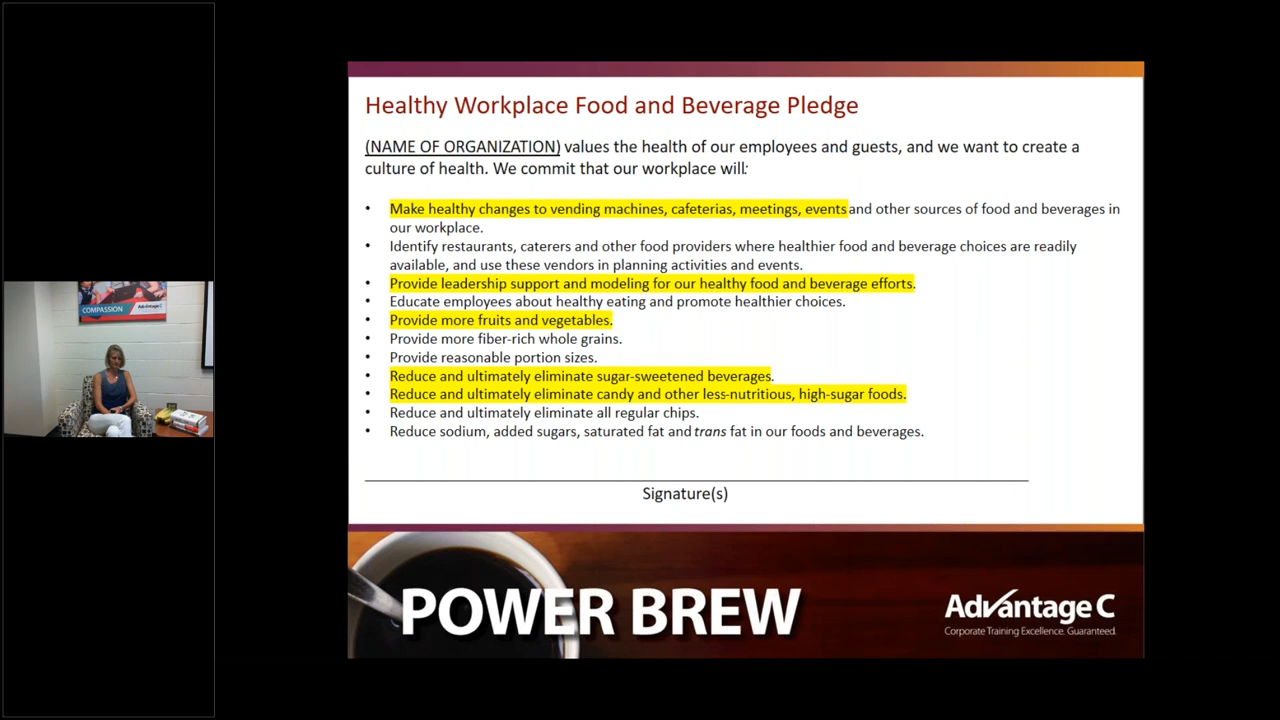 Healthy Workplace Food and Beverage Pledge
(NAME OF ORGANIZATION) values the health of our employees and guests, and we want to create a
culture of health. We commit that our workplace will:
• Make healthy changes to vending machines, cafeterias, meetings, events and other sources of food and beverages in
our workplace.
• Identify restaurants, caterers and other food providers where healthier food and beverage choices are readily
available, and use these vendors in planning activities and events.
• Provide leadership support and modeling for our healthy food and beverage efforts.
• Educate employees about healthy eating and promote healthier choices.
• Provide more fruits and vegetables.
• Provide more fiber-rich whole grains.
• Provide reasonable portion sizes.
• Reduce and ultimately eliminate sugar-sweetened beverages.
• Reduce and ultimately eliminate candy and other less-nutritious, high-sugar foods.
• Reduce and ultimately eliminate all regular chips.
• Reduce sodium, added sugars, saturated fat and trans fat in our foods and beverages.
Signature(s)
POWER BREW
Advantage C
Corporate Training Excellence. Guaranteed.
COMPASSION
Advantage C